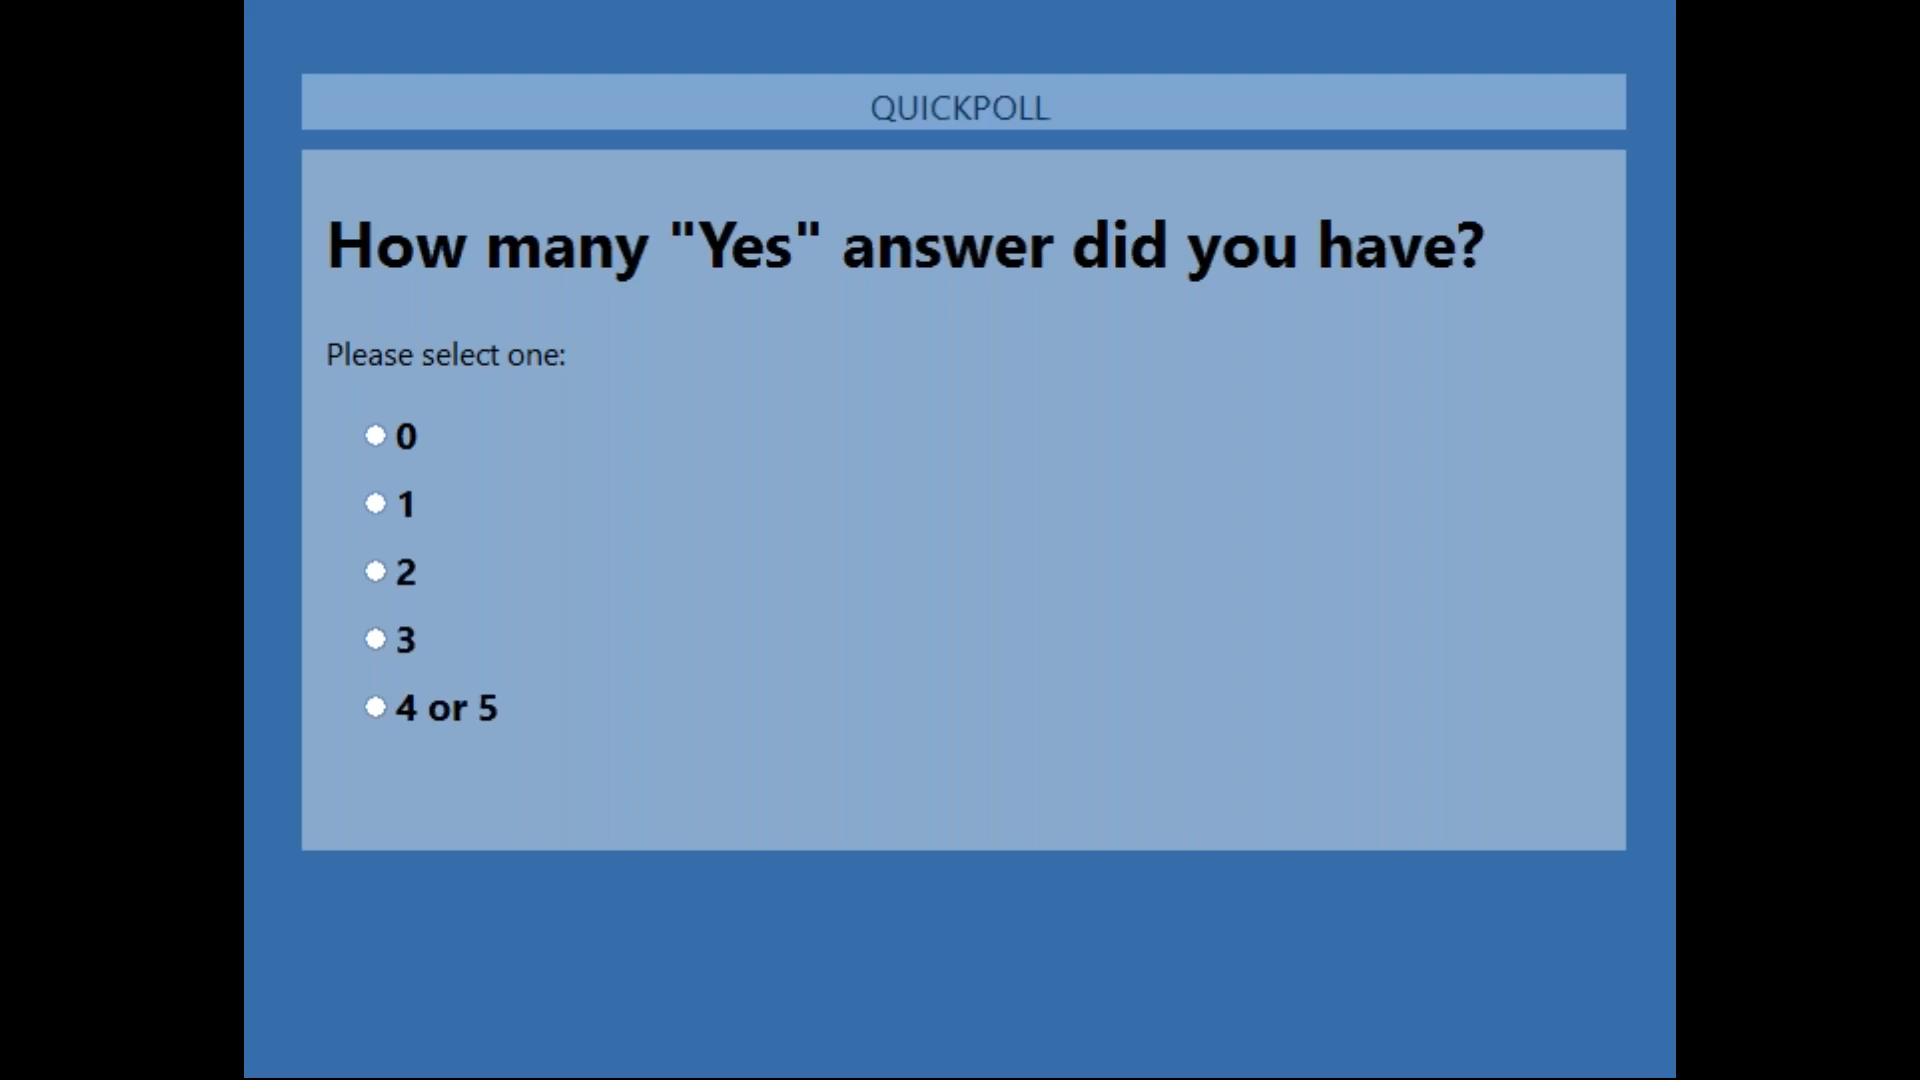 QUICKPOLL
How many "Yes" answer did you have?
Please select one:
0
1
2
3
4 or 5